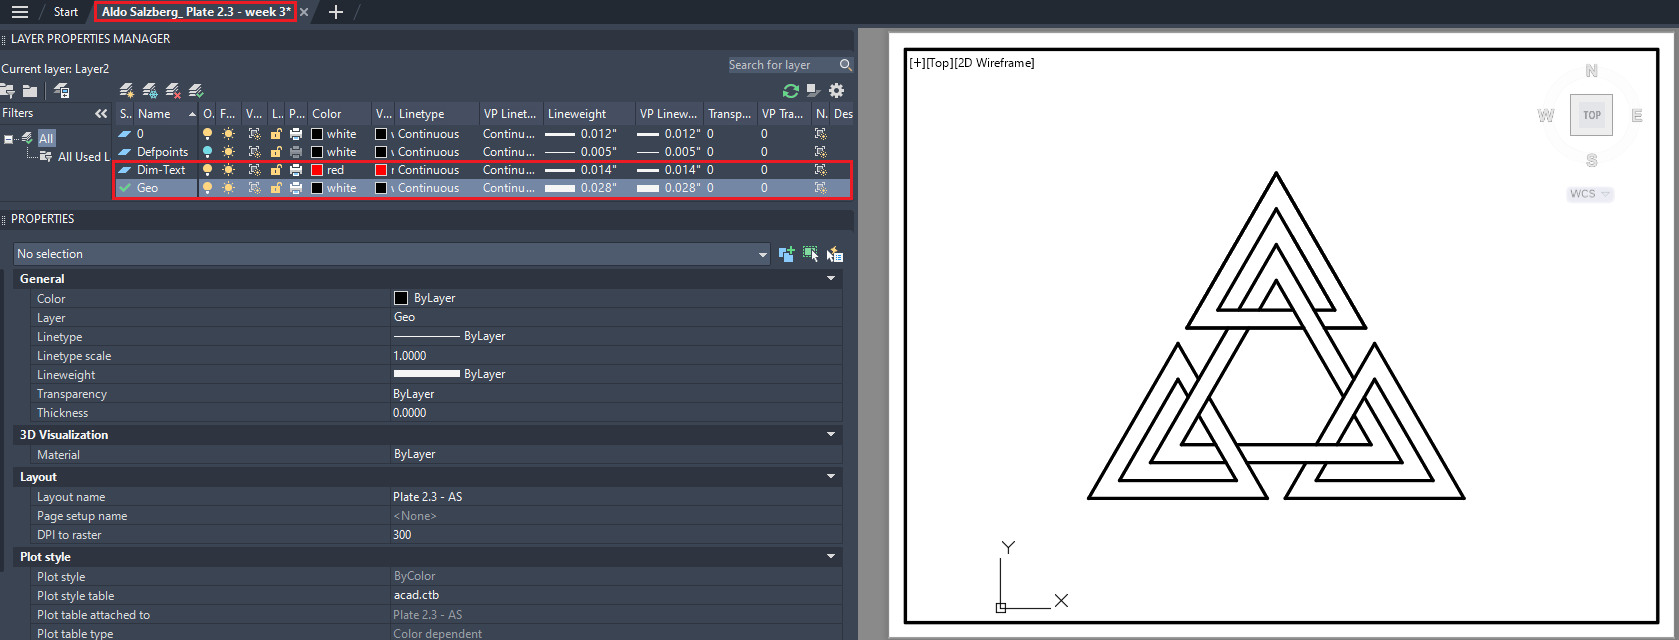 Start Aldo Salzberg_ Plate 2.3 - week 3*
LAYER PROPERTIES MANAGER
Current layer: Layer2
Search for layer
Filters
S.. Name O. F... V... L.. P... Color V... Linetype VP Linet... Lineweight VP Linew... Transp... VP Tra... N. Des
0 white Continuous Continu... 0.012" 0.012" 0 0
Defpoints white Continuous Continu... 0.005" 0.005" 0 0
Dim-Text red Continuous Continu... 0.014" 0.014" 0 0
Geo white Continuous Continu... 0.028" 0.028" 0 0
All
All Used L
PROPERTIES
No selection
General
Color ByLayer
Layer Geo
Linetype ByLayer
Linetype scale 1.0000
Lineweight ByLayer
Transparency ByLayer
Thickness 0.0000
3D Visualization
Material ByLayer
Layout
Layout name Plate 2.3 - AS
Page setup name <None>
DPI to raster 300
Plot style
Plot style ByColor
Plot style table acad.ctb
Plot table attached to Plate 2.3 - AS
Plot table type Color dependent
[+][Top][2D Wireframe]
N
W TOP E
S
WCS
Y
X